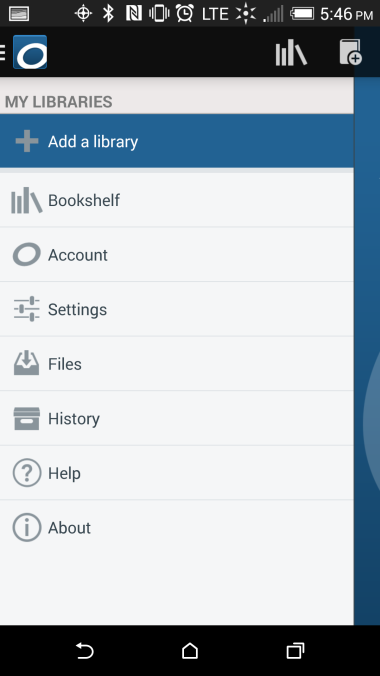 LTE 5:46 PM
MY LIBRARIES
Add a library
Bookshelf
Account
Settings
Files
History
Help
About